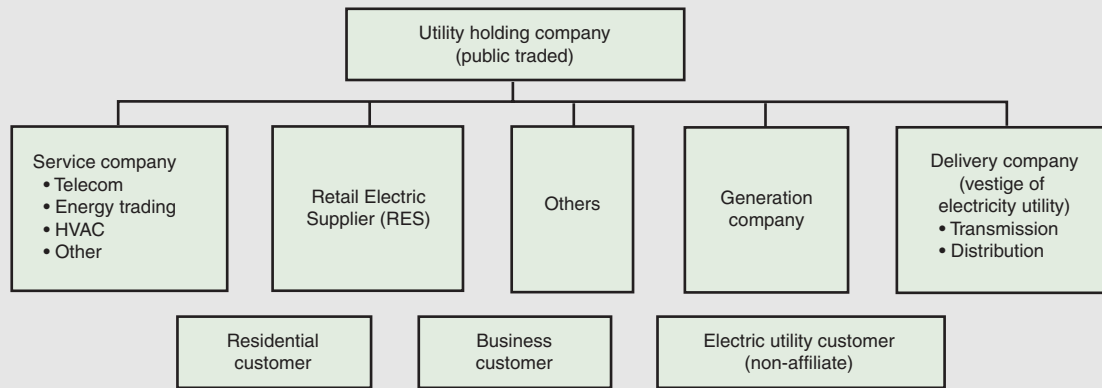 Utility holding company
(public traded)
Service company
• Telecom
• Energy trading
• HVAC
• Other
Retail Electric
Supplier (RES)
Others
Generation
company
Delivery company
(vestige of
electricity utility)
• Transmission
• Distribution
Residential
customer
Business
customer
Electric utility customer
(non-affiliate)